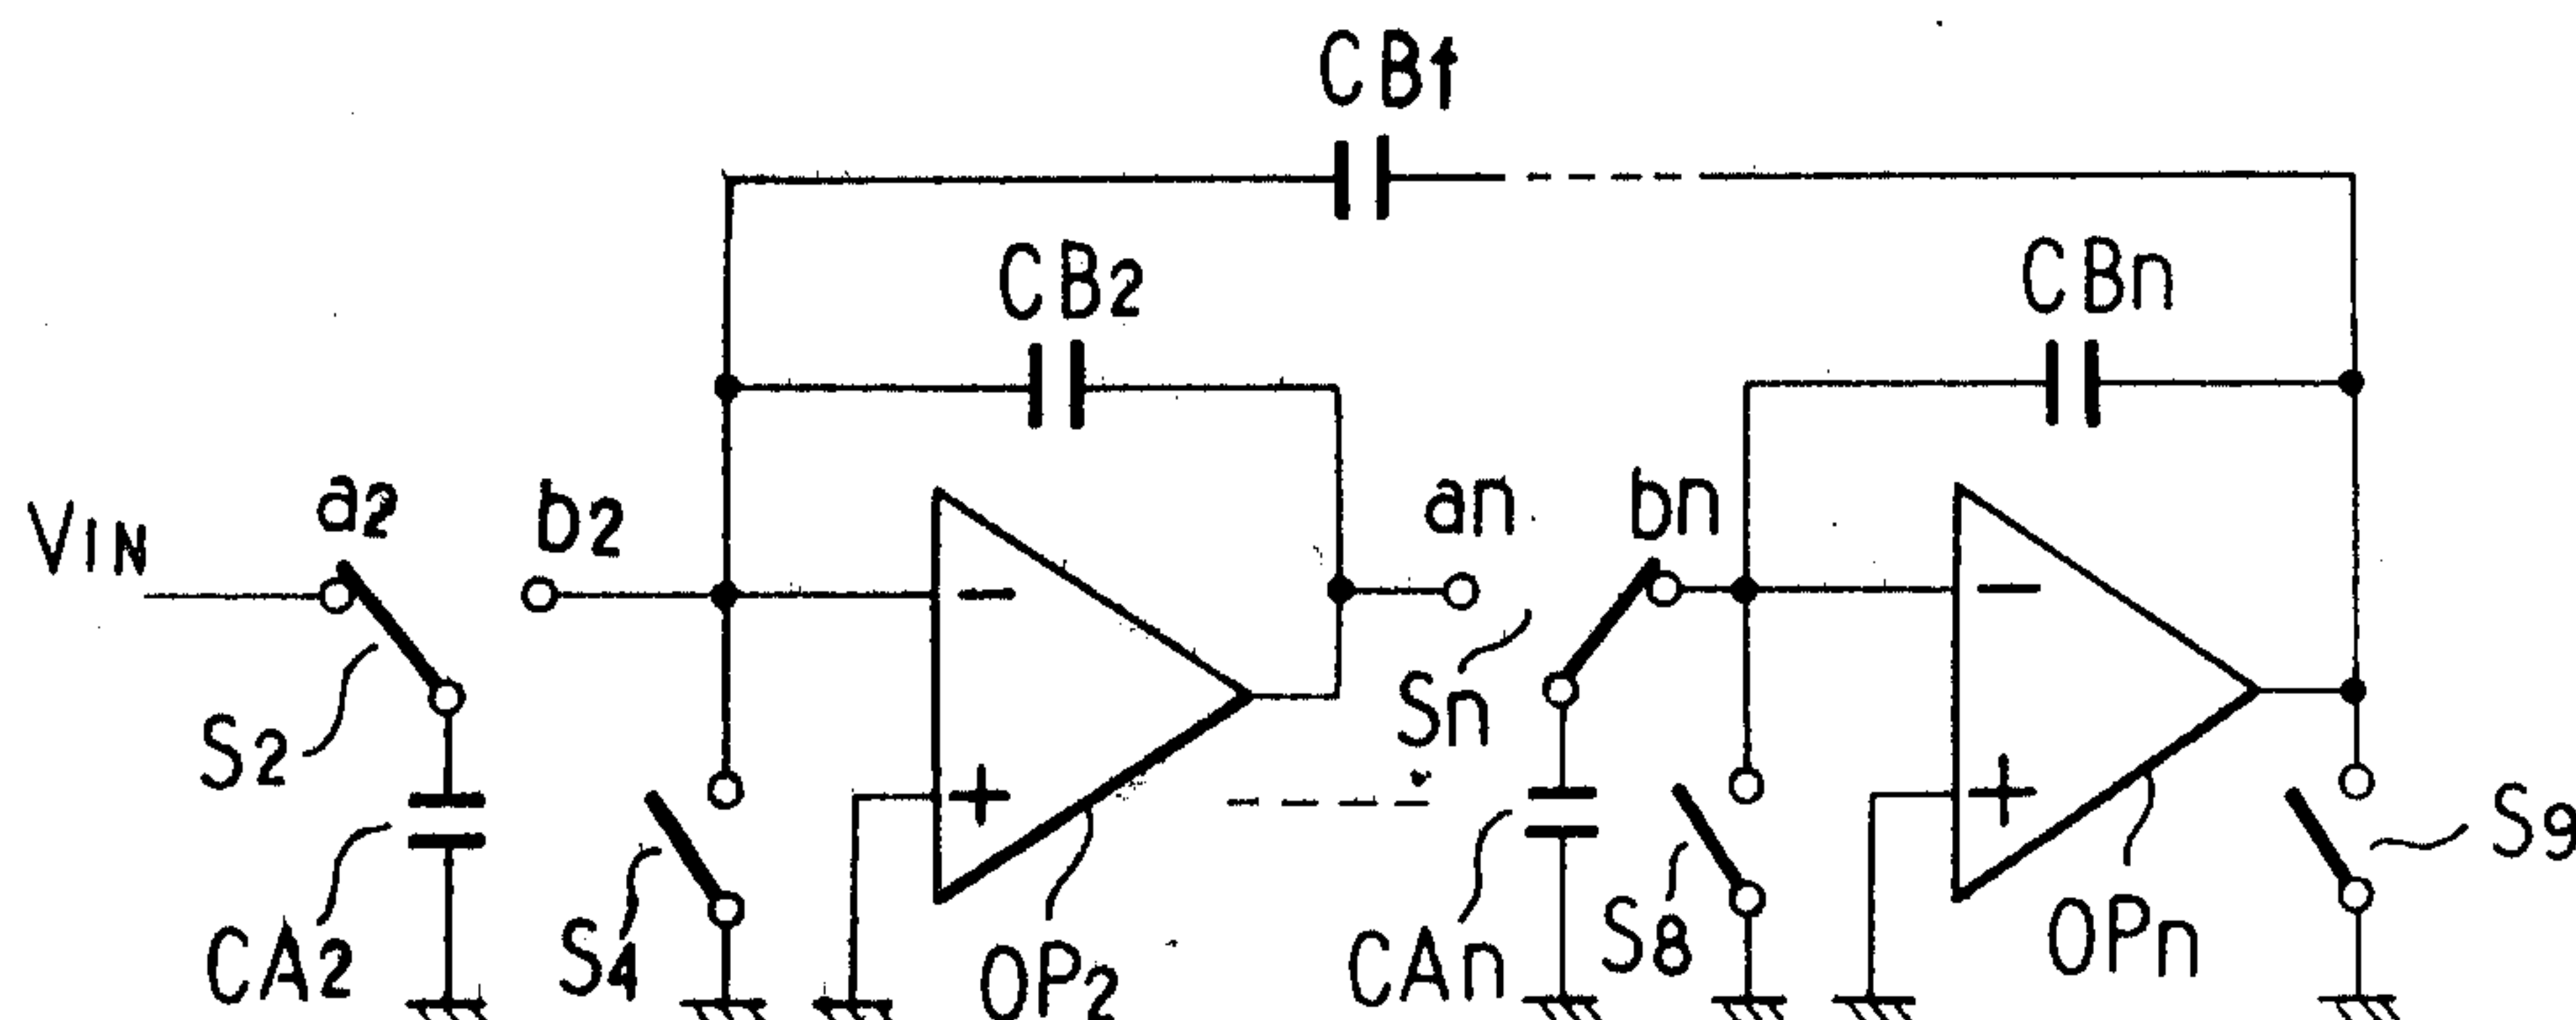 CB1
CB2
CBn
VIN
a2
b2
an
bn
−
−
S2
Sn
+
+
S9
CA2
S4
OP2
CAn
S8
OPn